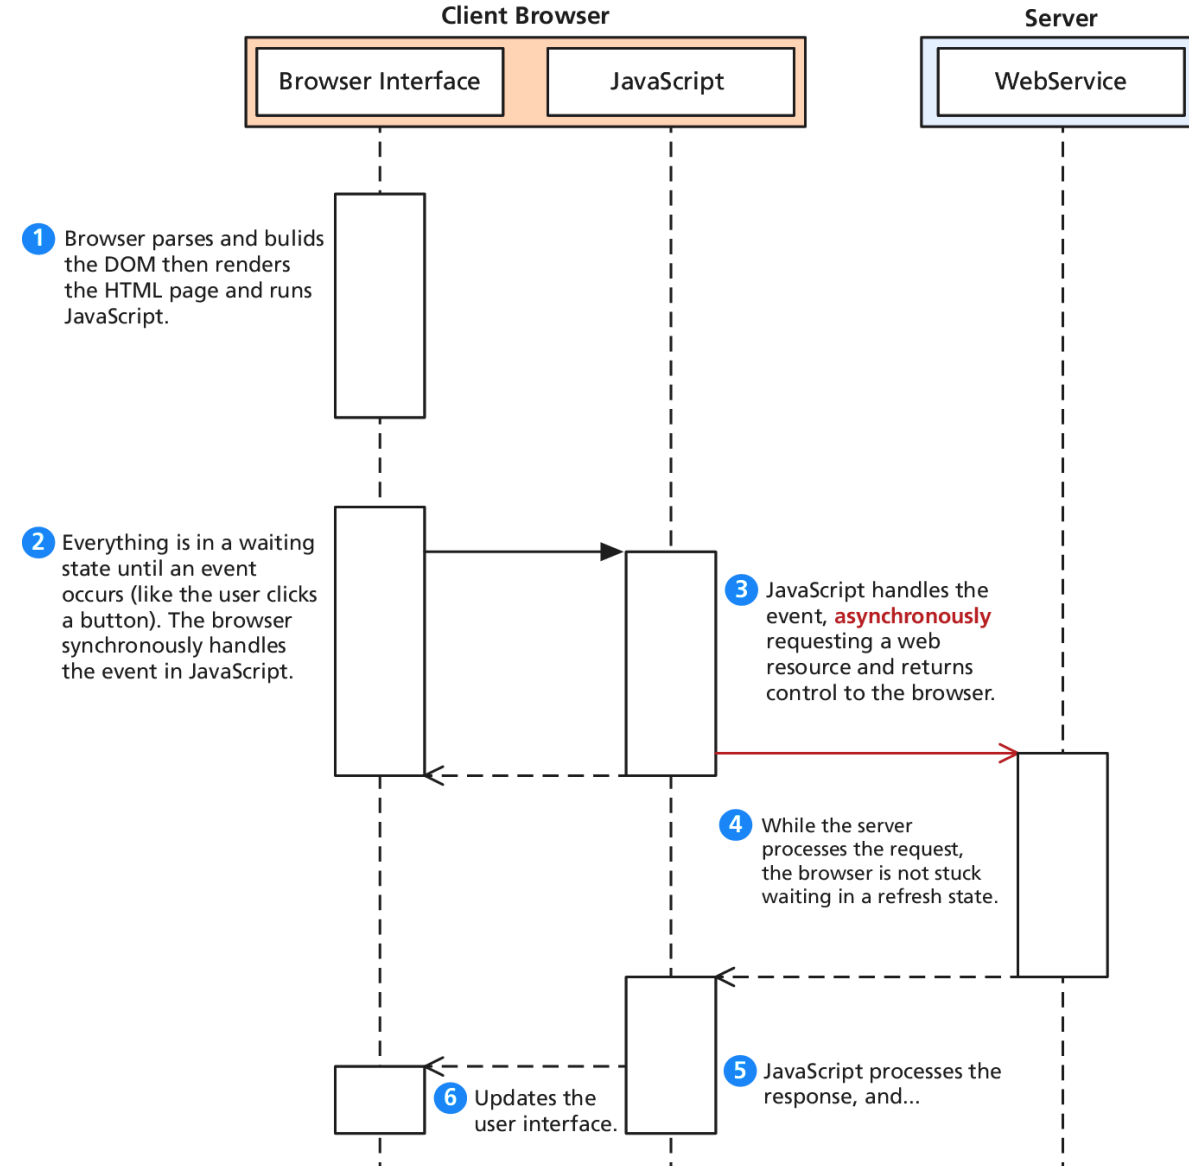 Client Browser
Server
Browser Interface
JavaScript
WebService
1
Browser parses and bulids
the DOM then renders
the HTML page and runs
JavaScript.
2
Everything is in a waiting
state until an event
occurs (like the user clicks
a button). The browser
synchronously handles
the event in JavaScript.
3
JavaScript handles the
event, asynchronously
requesting a web
resource and returns
control to the browser.
4
While the server
processes the request,
the browser is not stuck
waiting in a refresh state.
5
JavaScript processes the
response, and...
6
Updates the
user interface.